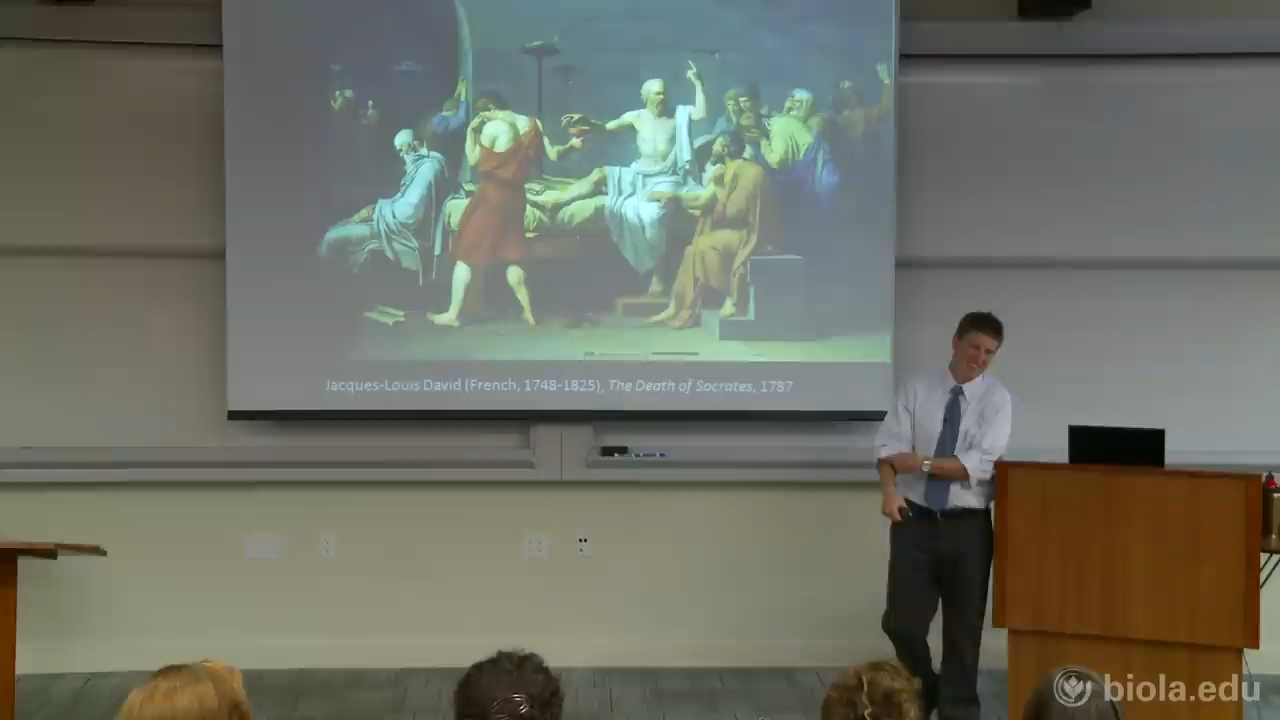 Jacques-Louis David (French, 1748-1825), The Death of Socrates, 1787
biola.edu